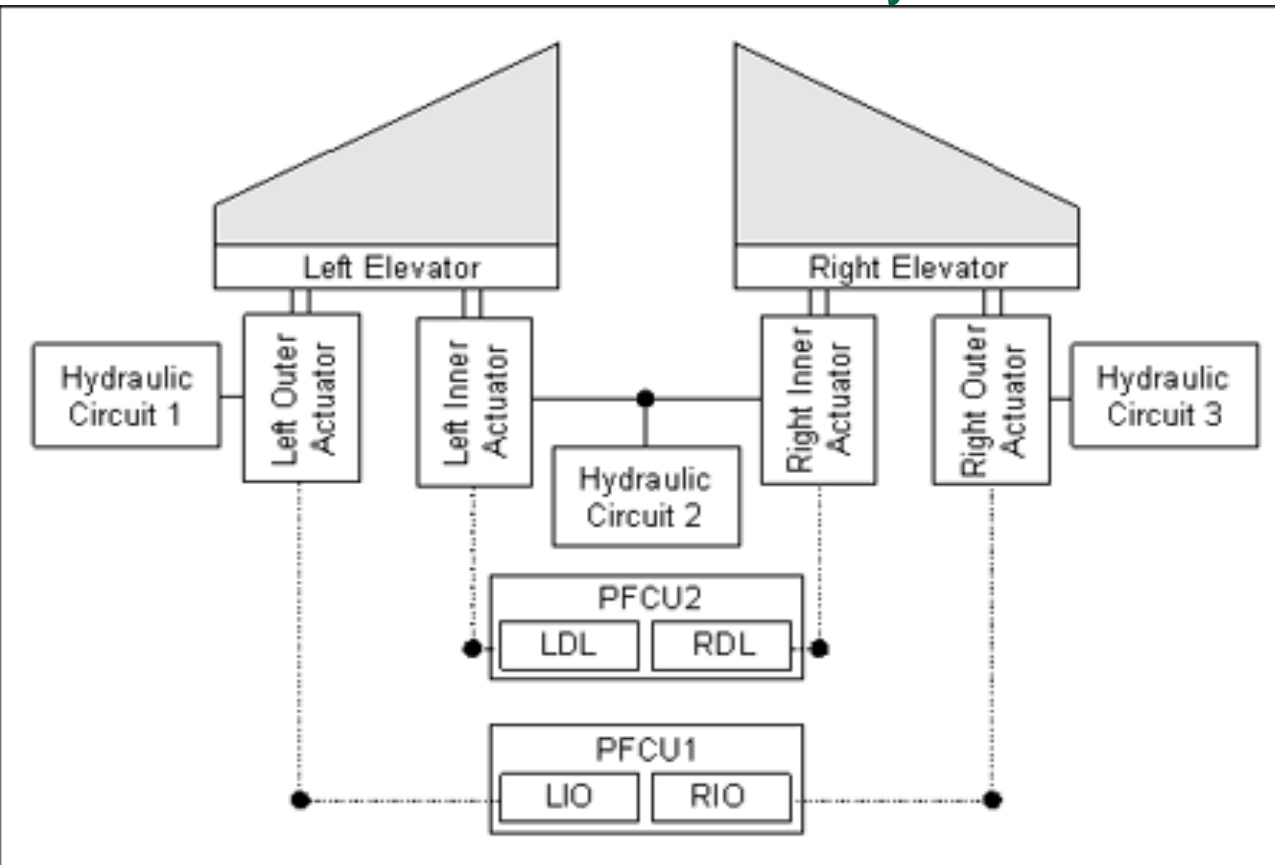 Left Elevator
Right Elevator
Hydraulic
Circuit 1
Left Outer
Actuator
Left Inner
Actuator
Hydraulic
Circuit 2
Right Inner
Actuator
Right Outer
Actuator
Hydraulic
Circuit 3
PFCU2
LDL
RDL
PFCU1
LIO
RIO